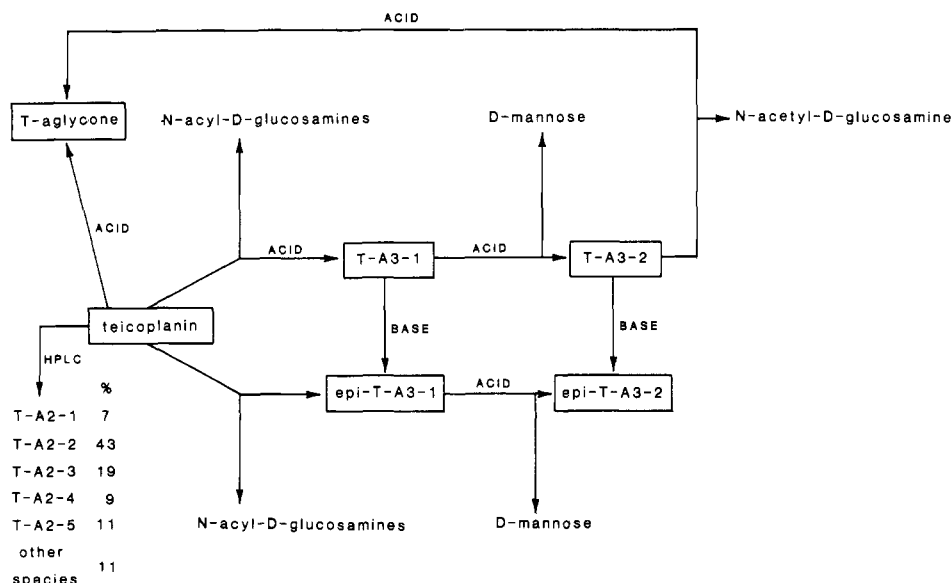 ACID
T-aglycone
N-acyl-D-glucosamines
D-mannose
N-acetyl-D-glucosamine
ACID
ACID
T-A3-1
ACID
T-A3-2
teicoplanin
BASE
BASE
HPLC
%
epi-T-A3-1
ACID
epi-T-A3-2
T-A2-1 7
T-A2-2 43
T-A2-3 19
T-A2-4 9
T-A2-5 11
other
species 11
N-acyl-D-glucosamines
D-mannose